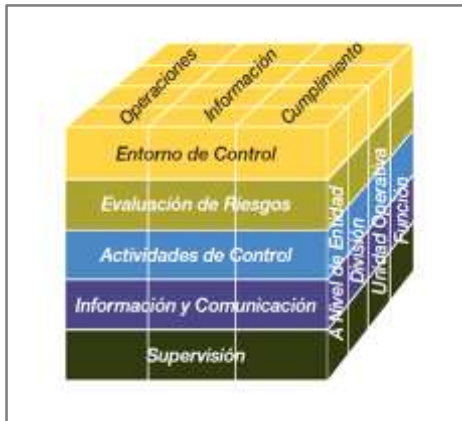 Operaciones
Información
Cumplimiento
Entorno de Control
Evaluación de Riesgos
Actividades de Control
Información y Comunicación
Supervisión
A Nivel de Entidad
División
Unidad Operativa
Función